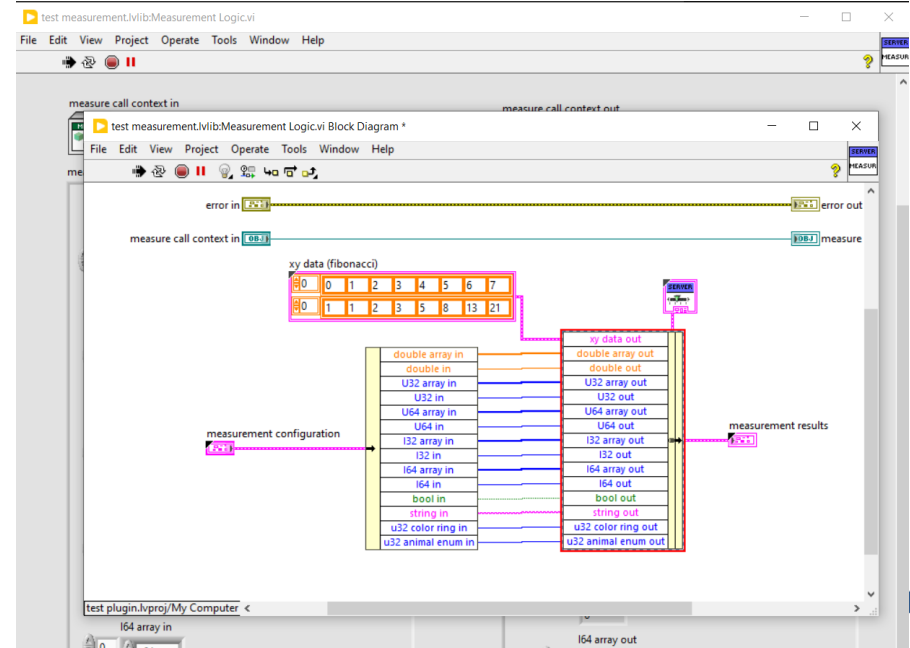 test measurement.lvlib:Measurement Logic.vi
File Edit View Project Operate Tools Window Help
SERVER
MEASUR
measure call context in
measure call context out
test measurement.lvlib:Measurement Logic.vi Block Diagram *
File Edit View Project Operate Tools Window Help
SERVER
MEASUR
error in
error out
measure call context in
OBJ
OBJ
measure
xy data (fibonacci)
0 0 1 2 3 4 5 6 7
0 1 1 2 3 5 8 13 21
SERVER
xy data out
double array in
double array out
double in
double out
U32 array in
U32 array out
U32 in
U32 out
U64 array in
U64 array out
U64 in
U64 out
measurement configuration
I32 array in
I32 array out
measurement results
I32 in
I32 out
I64 array in
I64 array out
I64 in
I64 out
bool in
bool out
string in
string out
u32 color ring in
u32 color ring out
u32 animal enum in
u32 animal enum out
test plugin.lvproj/My Computer
I64 array in
I64 array out
0